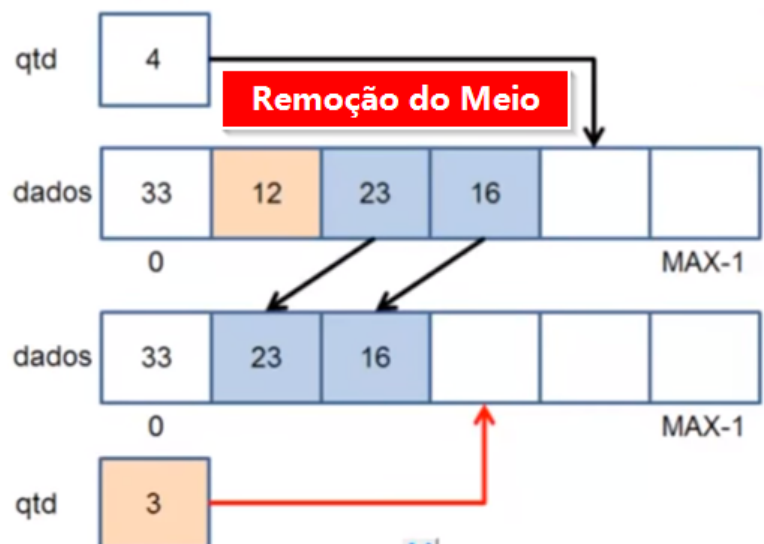 qtd 4
Remoção do Meio
dados 33 12 23 16
0 MAX-1
dados 33 23 16
0 MAX-1
qtd 3